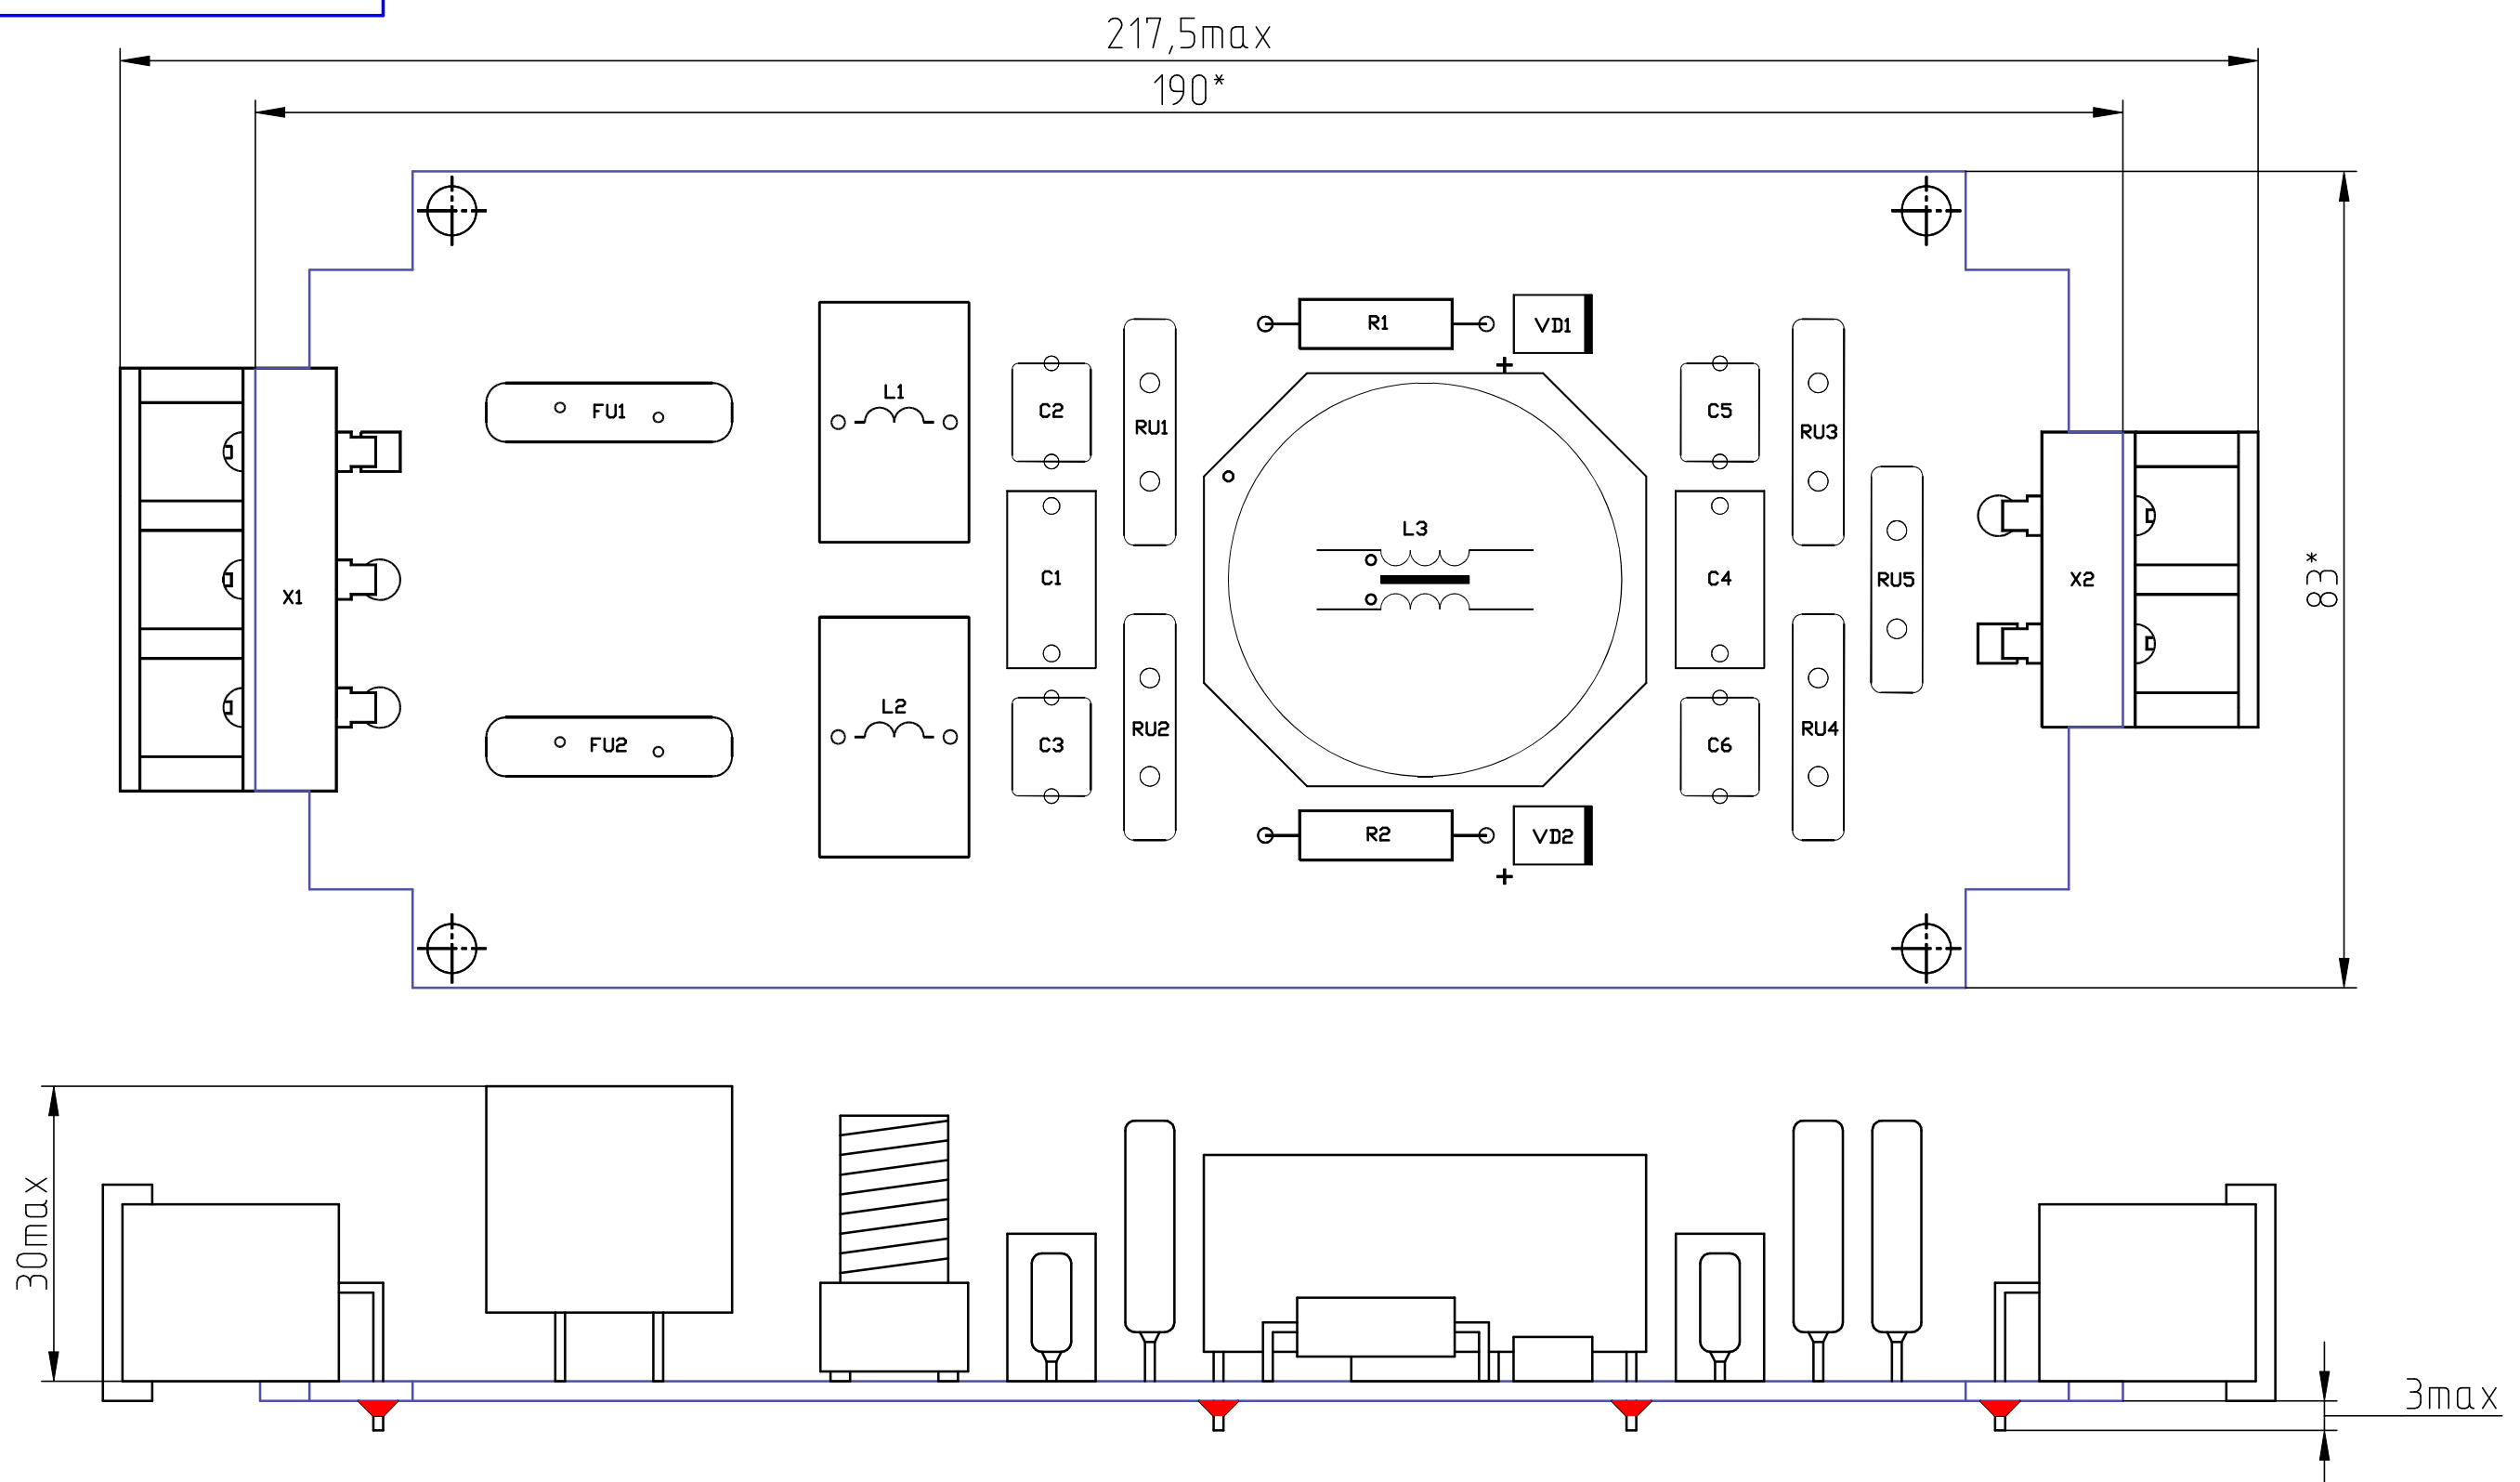 217,5max
190*
R1
VD1
+
L1
FU1
C2
RU1
C5
RU3
L3
X1
C1
C4
RU5
X2
83*
L2
FU2
C3
RU2
C6
RU4
R2
VD2
+
30max
3max